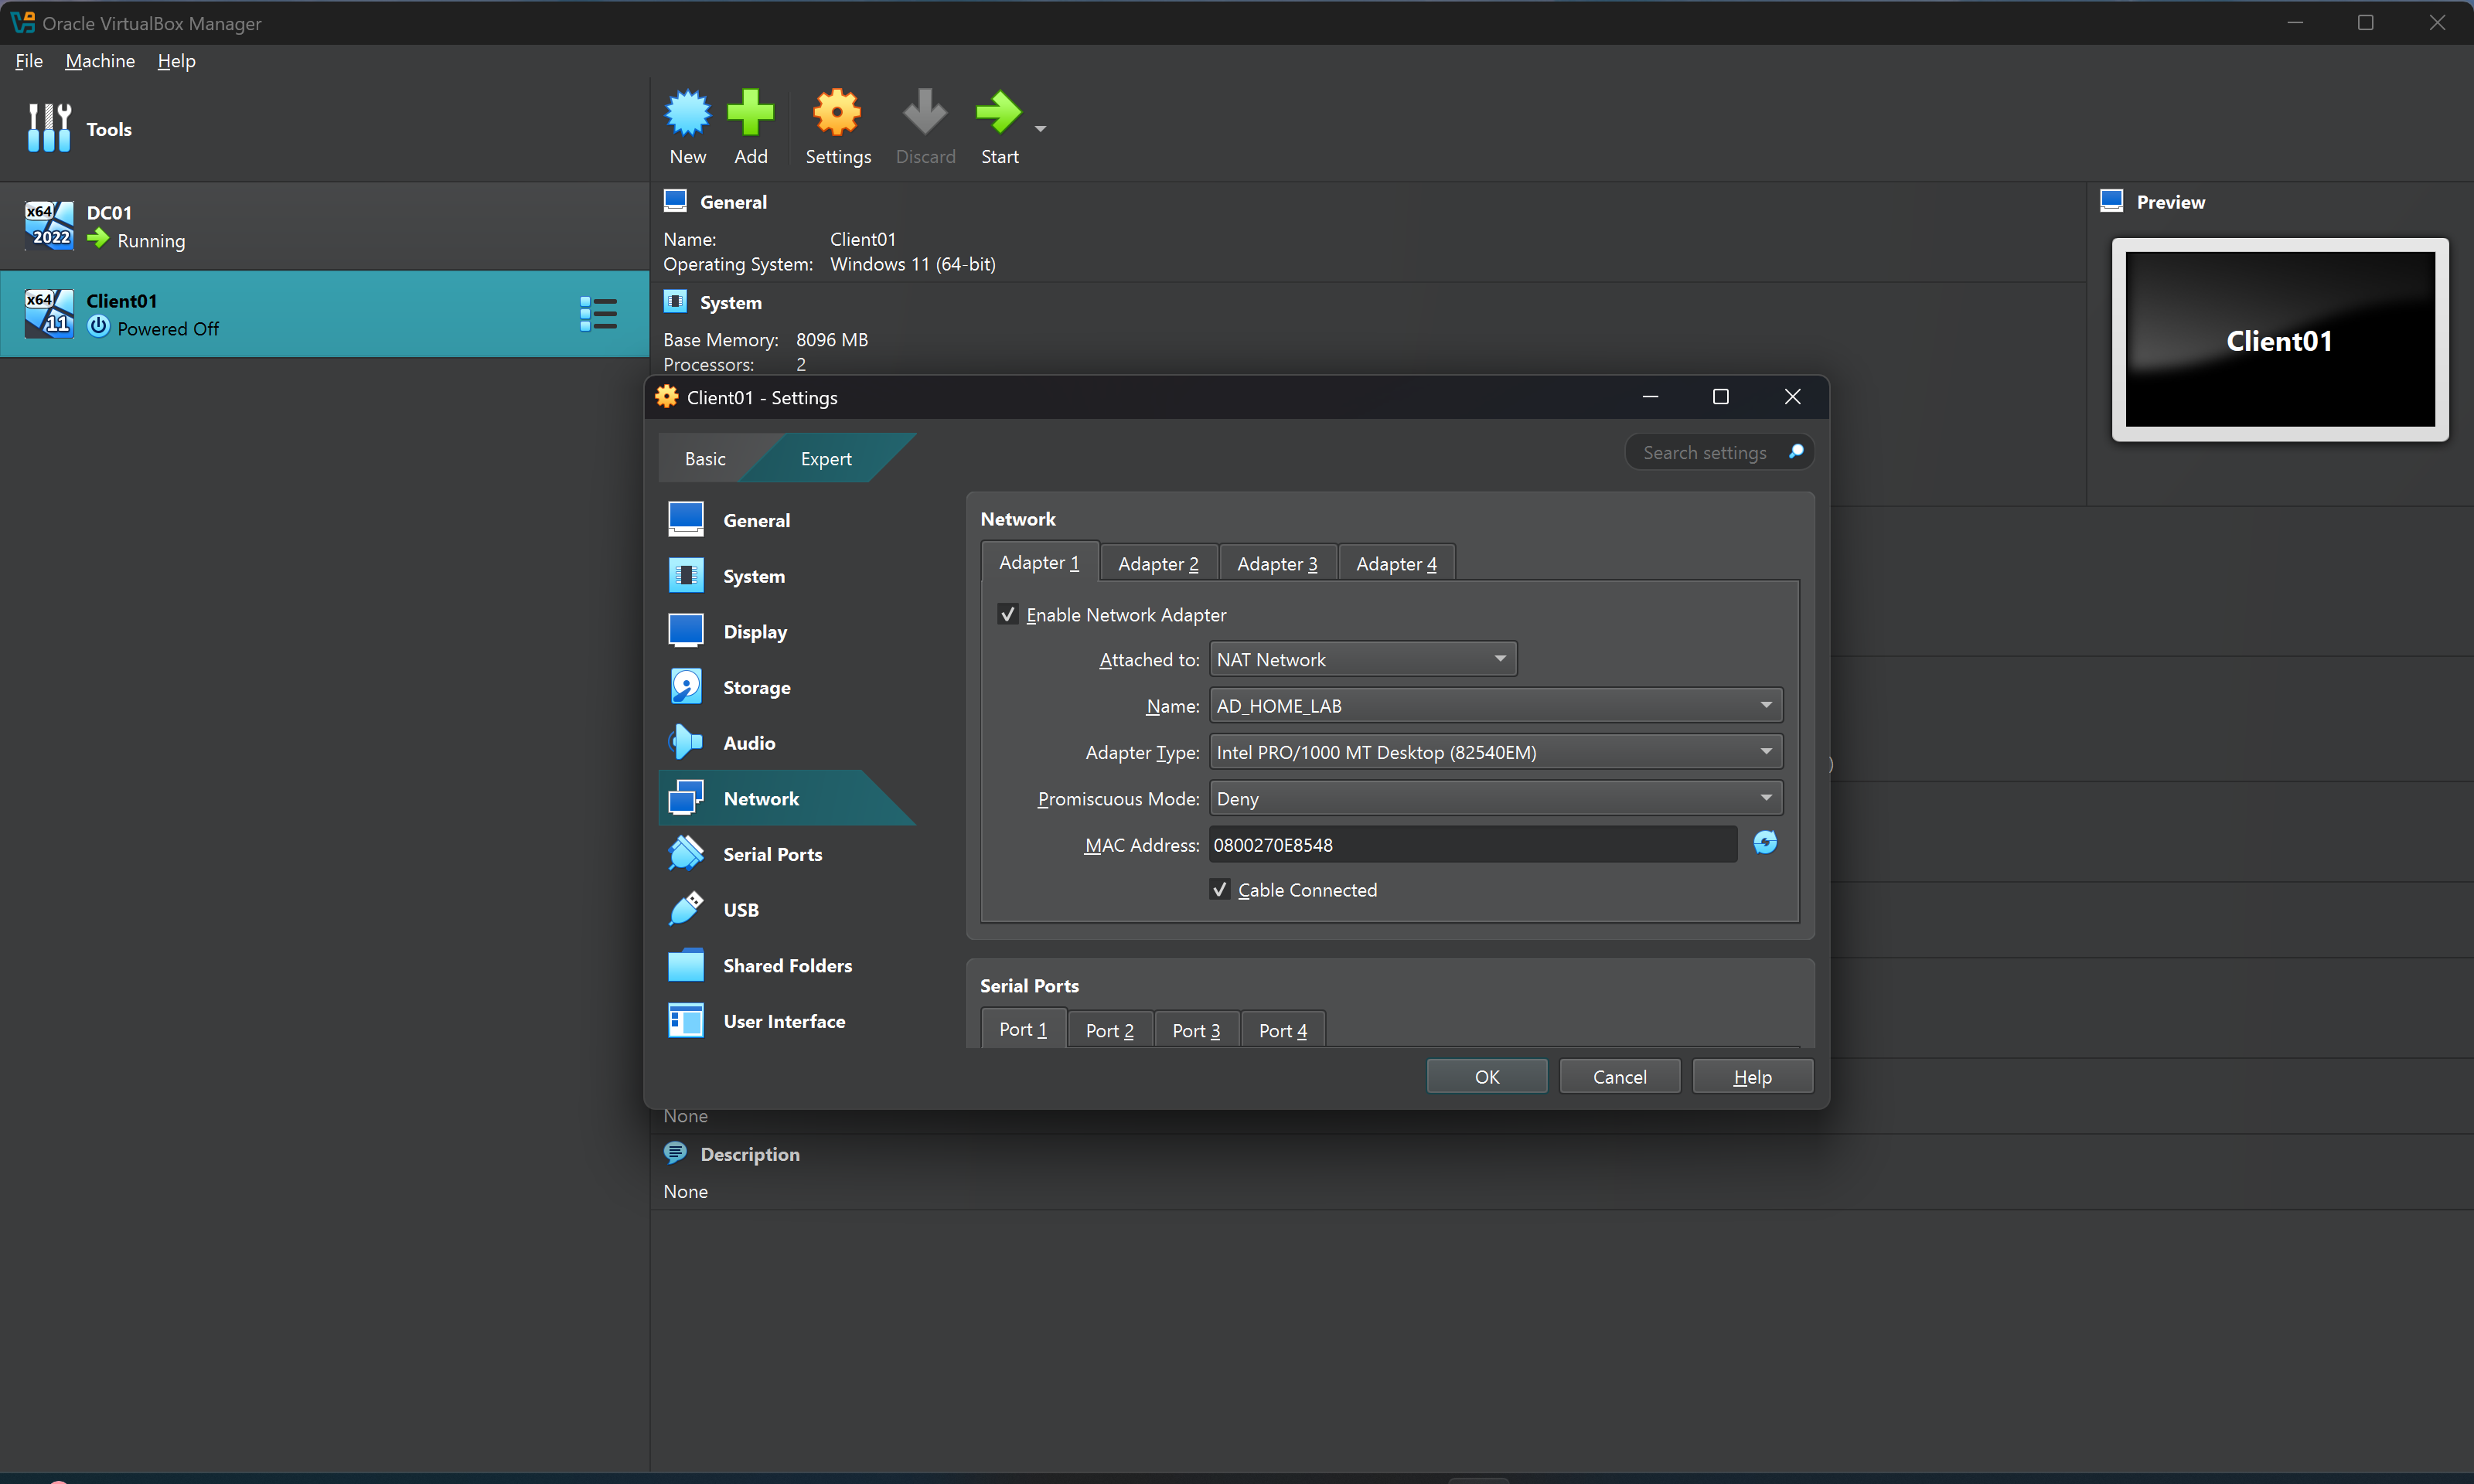 Oracle VirtualBox Manager
File Machine Help
Tools
New Add Settings Discard Start
x64 2022 DC01
Running
x64 11 Client01
Powered Off
General
Name: Client01
Operating System: Windows 11 (64-bit)
System
Base Memory: 8096 MB
Processors: 2
Preview
Client01
Client01 - Settings
Basic Expert
Search settings
General
System
Display
Storage
Audio
Network
Serial Ports
USB
Shared Folders
User Interface
Network
Adapter 1 Adapter 2 Adapter 3 Adapter 4
Enable Network Adapter
Attached to: NAT Network
Name: AD_HOME_LAB
Adapter Type: Intel PRO/1000 MT Desktop (82540EM)
Promiscuous Mode: Deny
MAC Address: 0800270E8548
Cable Connected
Serial Ports
Port 1 Port 2 Port 3 Port 4
OK Cancel Help
)
None
Description
None